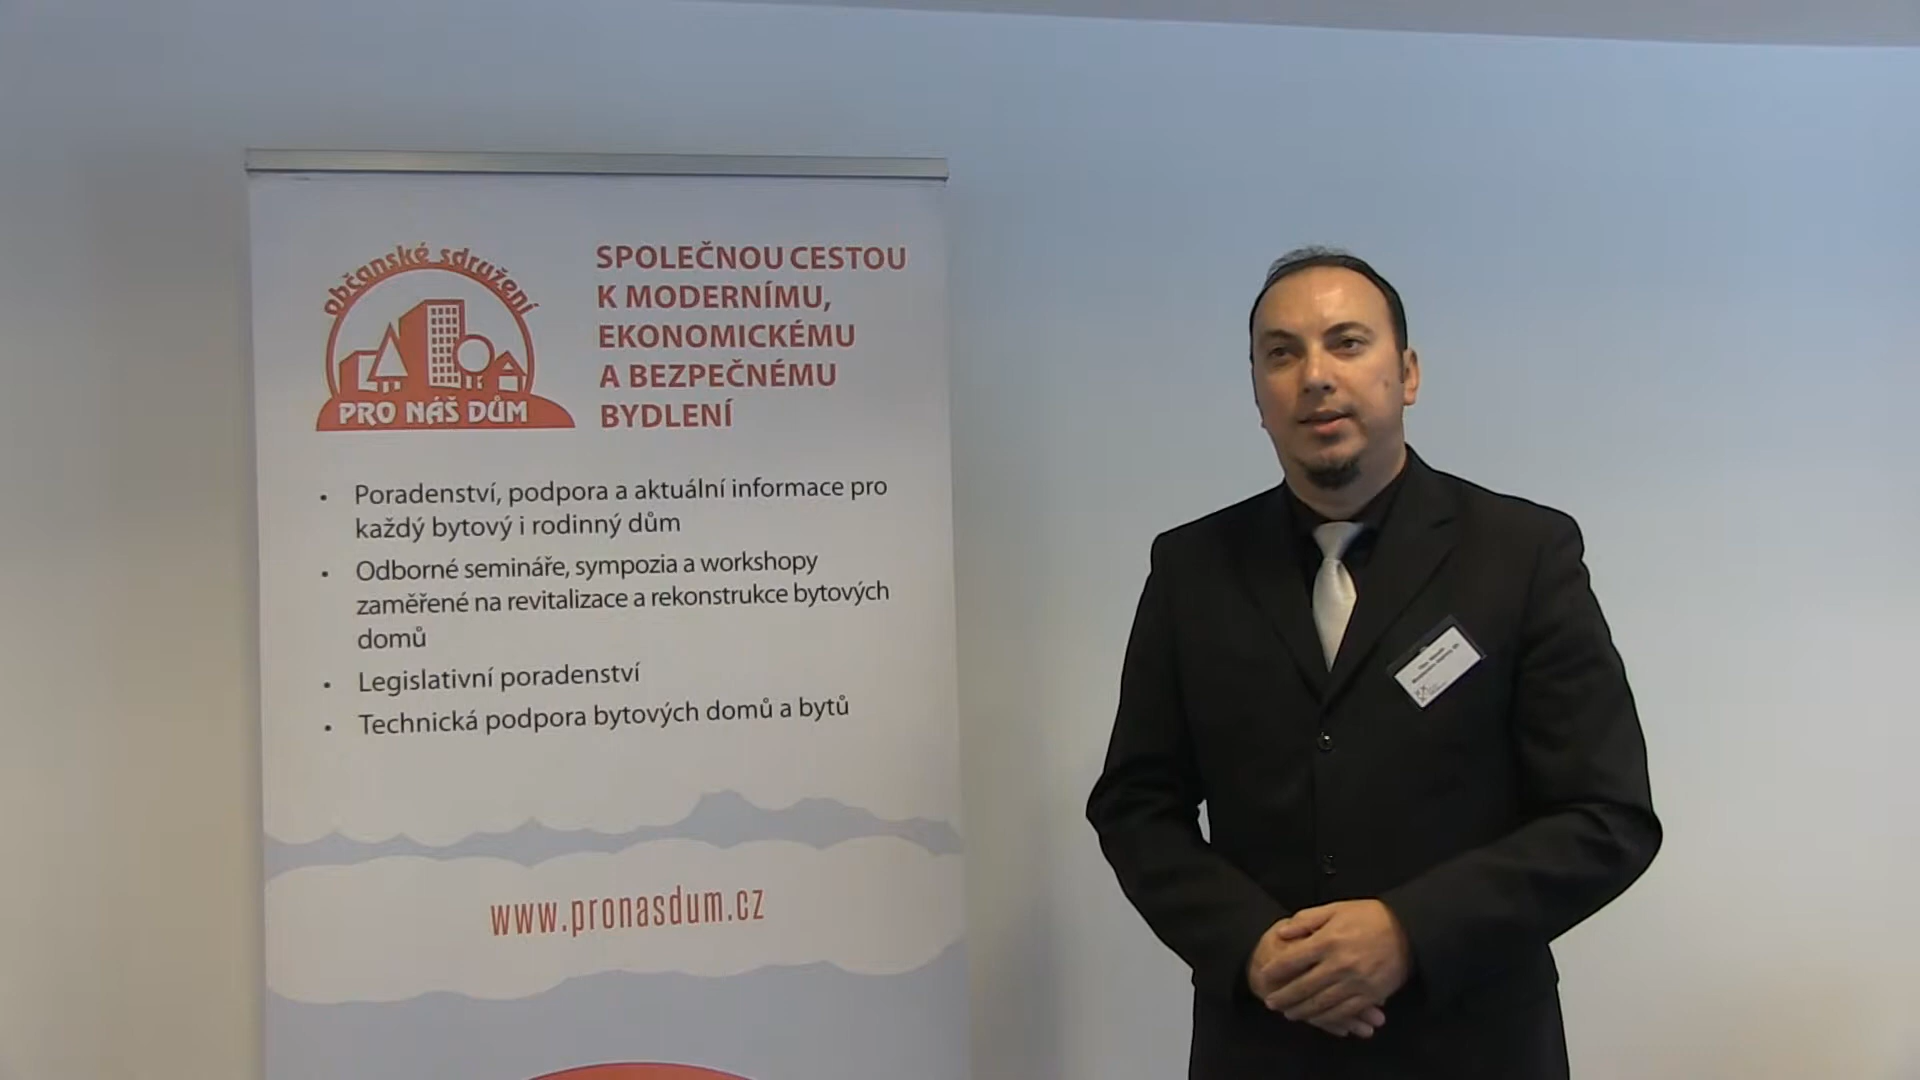 občanské sdružení
PRO NÁŠ DŮM
SPOLEČNOU CESTOU
K MODERNÍMU,
EKONOMICKÉMU
A BEZPEČNÉMU
BYDLENÍ
• Poradenství, podpora a aktuální informace pro
každý bytový i rodinný dům
• Odborné semináře, sympozia a workshopy
zaměřené na revitalizace a rekonstrukce bytových
domů
• Legislativní poradenství
• Technická podpora bytových domů a bytů
www.pronasdum.cz